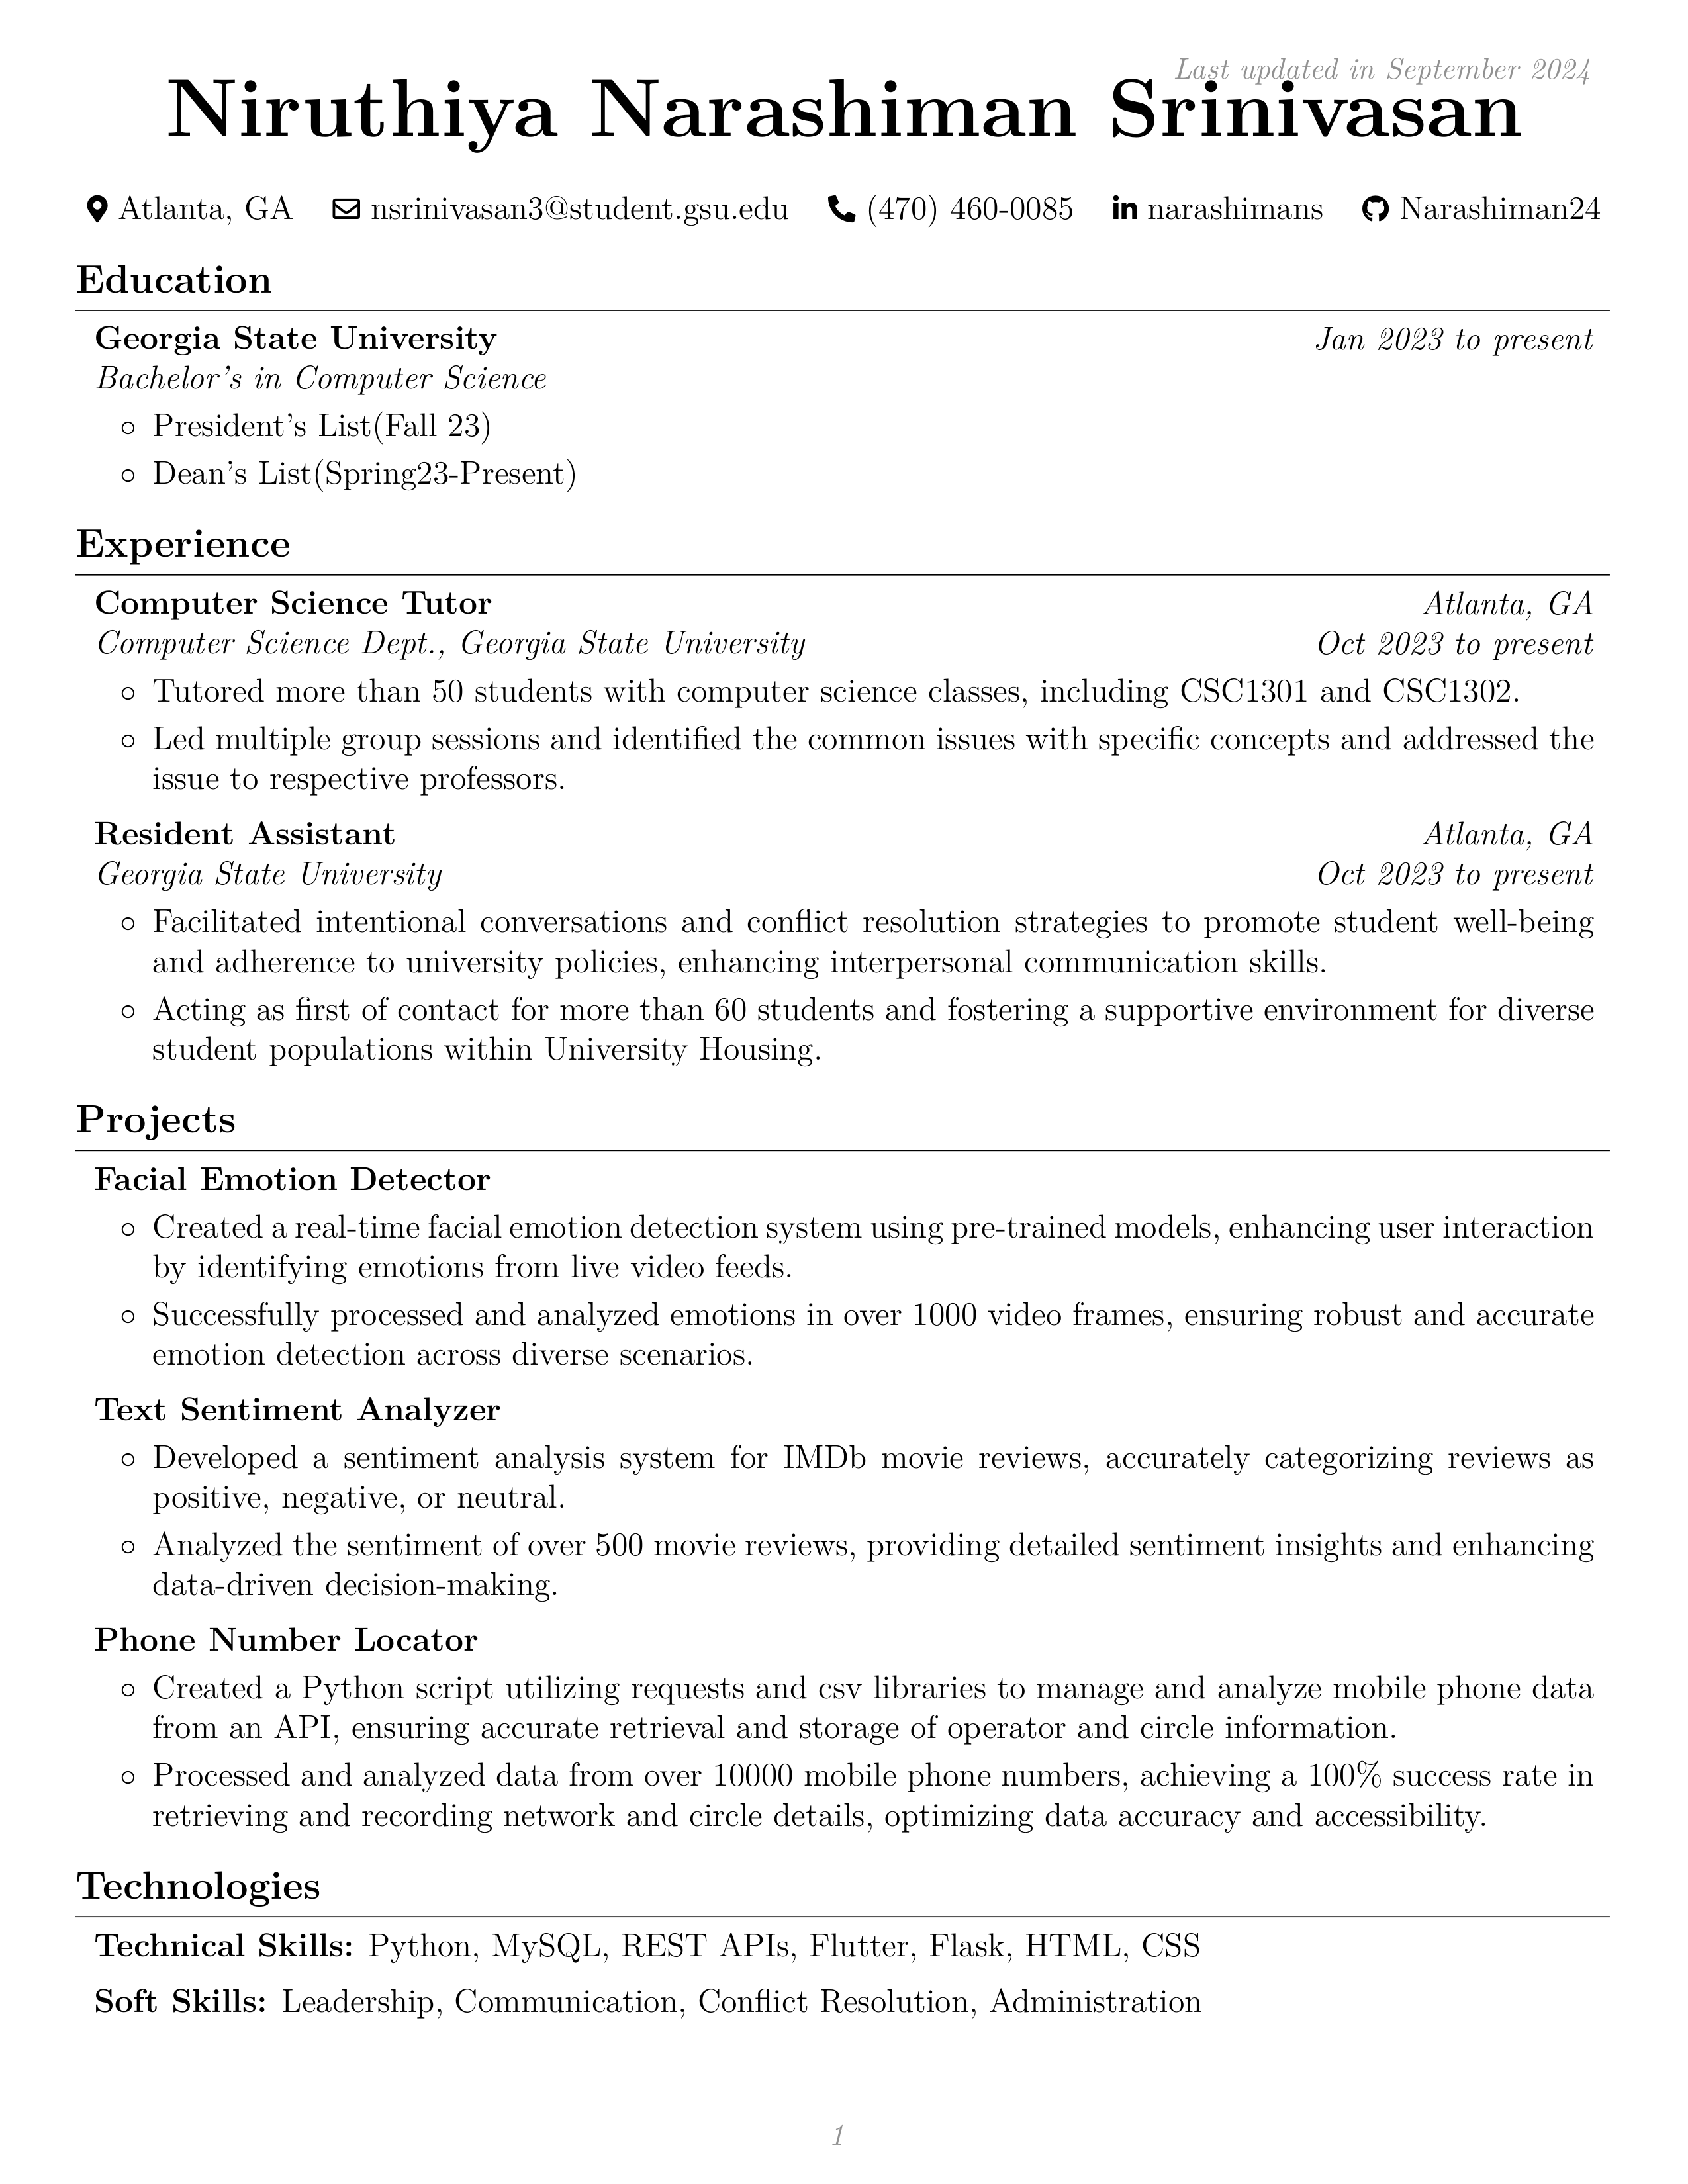 Last updated in September 2024
Niruthiya Narashiman Srinivasan
Atlanta, GA nsrinivasan3@student.gsu.edu (470) 460-0085 narashimans Narashiman24
Education
Georgia State University Jan 2023 to present
Bachelor's in Computer Science
◦ President's List(Fall 23)
◦ Dean's List(Spring23-Present)
Experience
Computer Science Tutor Atlanta, GA
Computer Science Dept., Georgia State University Oct 2023 to present
◦ Tutored more than 50 students with computer science classes, including CSC1301 and CSC1302.
◦ Led multiple group sessions and identified the common issues with specific concepts and addressed the
issue to respective professors.
Resident Assistant Atlanta, GA
Georgia State University Oct 2023 to present
◦ Facilitated intentional conversations and conflict resolution strategies to promote student well-being
and adherence to university policies, enhancing interpersonal communication skills.
◦ Acting as first of contact for more than 60 students and fostering a supportive environment for diverse
student populations within University Housing.
Projects
Facial Emotion Detector
◦ Created a real-time facial emotion detection system using pre-trained models, enhancing user interaction
by identifying emotions from live video feeds.
◦ Successfully processed and analyzed emotions in over 1000 video frames, ensuring robust and accurate
emotion detection across diverse scenarios.
Text Sentiment Analyzer
◦ Developed a sentiment analysis system for IMDb movie reviews, accurately categorizing reviews as
positive, negative, or neutral.
◦ Analyzed the sentiment of over 500 movie reviews, providing detailed sentiment insights and enhancing
data-driven decision-making.
Phone Number Locator
◦ Created a Python script utilizing requests and csv libraries to manage and analyze mobile phone data
from an API, ensuring accurate retrieval and storage of operator and circle information.
◦ Processed and analyzed data from over 10000 mobile phone numbers, achieving a 100% success rate in
retrieving and recording network and circle details, optimizing data accuracy and accessibility.
Technologies
Technical Skills: Python, MySQL, REST APIs, Flutter, Flask, HTML, CSS
Soft Skills: Leadership, Communication, Conflict Resolution, Administration
1